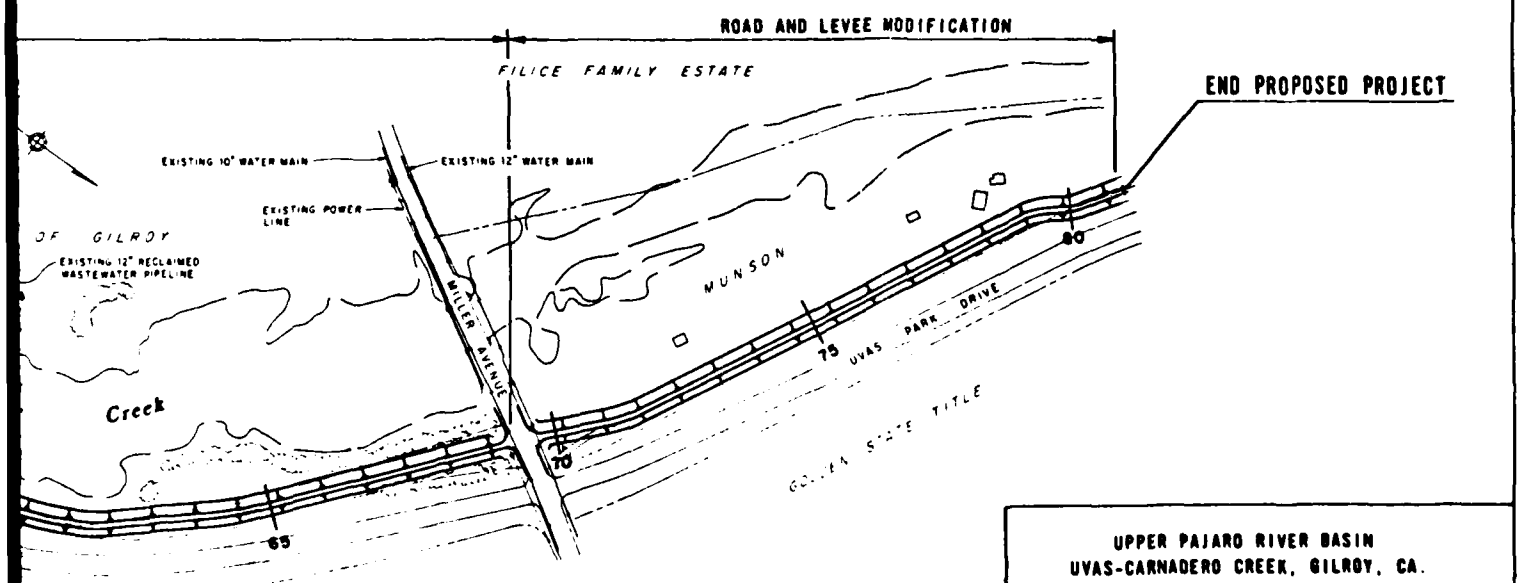 ROAD AND LEVEE MODIFICATION
FILICE FAMILY ESTATE
END PROPOSED PROJECT
EXISTING 10" WATER MAIN
EXISTING 12" WATER MAIN
EXISTING POWER
LINE
OF GILROY
EXISTING 12" RECLAIMED
WASTEWATER PIPELINE
MUNSON
MILLER AVENUE
80
UVAS PARK DRIVE
75
Creek
GOLDEN STATE TITLE
70
65
UPPER PAJARO RIVER BASIN
UVAS-CARNADERO CREEK, GILROY, CA.